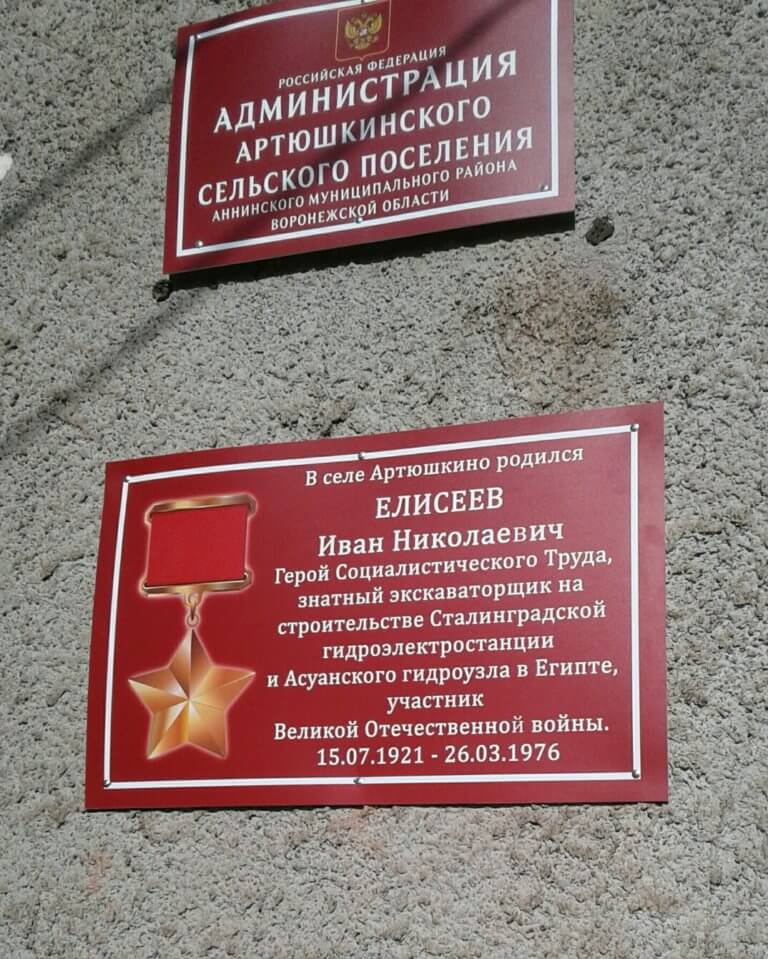 РОССИЙСКАЯ ФЕДЕРАЦИЯ
АДМИНИСТРАЦИЯ
АРТЮШКИНСКОГО
СЕЛЬСКОГО ПОСЕЛЕНИЯ
АННИНСКОГО МУНИЦИПАЛЬНОГО РАЙОНА
ВОРОНЕЖСКОЙ ОБЛАСТИ
В селе Артюшкино родился
ЕЛИСЕЕВ
Иван Николаевич
Герой Социалистического Труда,
знатный экскаваторщик на
строительстве Сталинградской
гидроэлектростанции
и Асуанского гидроузла в Египте,
участник
Великой Отечественной войны.
15.07.1921 - 26.03.1976